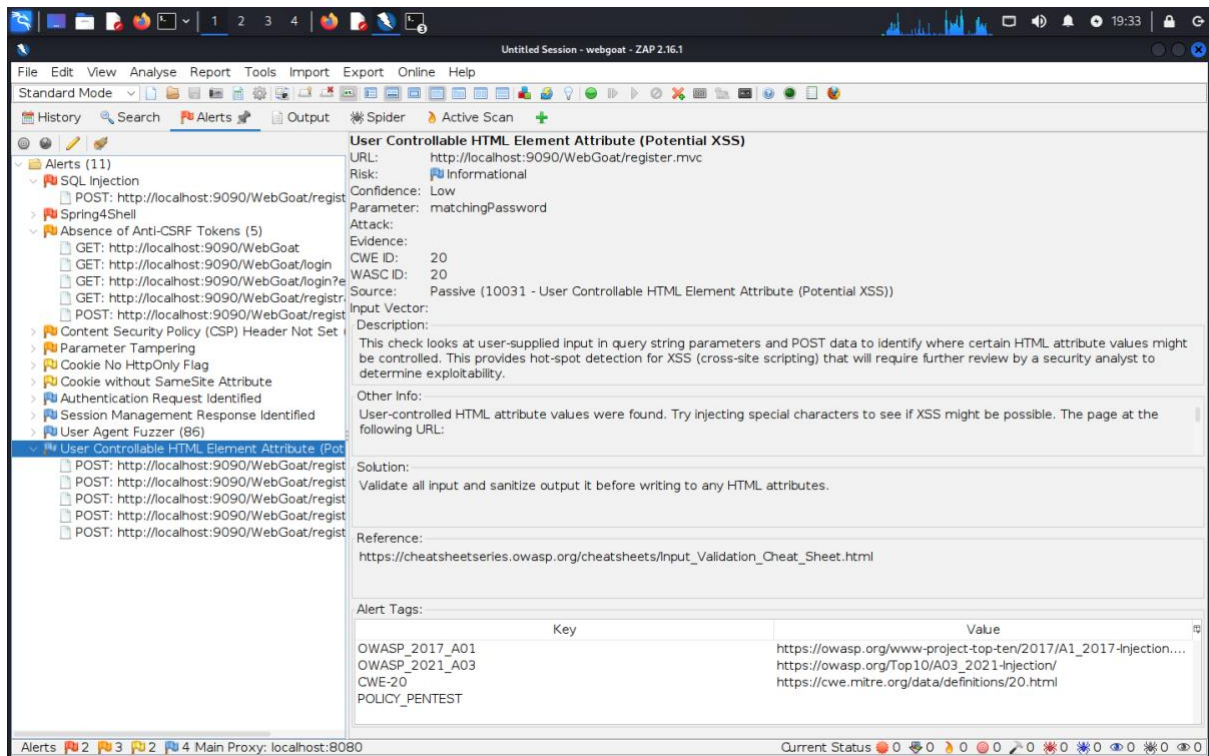 1 2 3 4
19:33
Untitled Session - webgoat - ZAP 2.16.1
File Edit View Analyse Report Tools Import Export Online Help
Standard Mode
History Search Alerts Output Spider Active Scan
Alerts (11)
SQL Injection
POST: http://localhost:9090/WebGoat/regist
Spring4Shell
Absence of Anti-CSRF Tokens (5)
GET: http://localhost:9090/WebGoat
GET: http://localhost:9090/WebGoat/login
GET: http://localhost:9090/WebGoat/login?e
GET: http://localhost:9090/WebGoat/registr
POST: http://localhost:9090/WebGoat/regist
Content Security Policy (CSP) Header Not Set (
Parameter Tampering
Cookie No HttpOnly Flag
Cookie without SameSite Attribute
Authentication Request Identified
Session Management Response Identified
User Agent Fuzzer (86)
User Controllable HTML Element Attribute (Pot
POST: http://localhost:9090/WebGoat/regist
POST: http://localhost:9090/WebGoat/regist
POST: http://localhost:9090/WebGoat/regist
POST: http://localhost:9090/WebGoat/regist
POST: http://localhost:9090/WebGoat/regist
User Controllable HTML Element Attribute (Potential XSS)
URL: http://localhost:9090/WebGoat/register.mvc
Risk: Informational
Confidence: Low
Parameter: matchingPassword
Attack:
Evidence:
CWE ID: 20
WASC ID: 20
Source: Passive (10031 - User Controllable HTML Element Attribute (Potential XSS))
Input Vector:
Description:
This check looks at user-supplied input in query string parameters and POST data to identify where certain HTML attribute values might
be controlled. This provides hot-spot detection for XSS (cross-site scripting) that will require further review by a security analyst to
determine exploitability.
Other Info:
User-controlled HTML attribute values were found. Try injecting special characters to see if XSS might be possible. The page at the
following URL:
Solution:
Validate all input and sanitize output it before writing to any HTML attributes.
Reference:
https://cheatsheetseries.owasp.org/cheatsheets/Input_Validation_Cheat_Sheet.html
Alert Tags:
Key Value
OWASP_2017_A01 https://owasp.org/www-project-top-ten/2017/A1_2017-Injection....
OWASP_2021_A03 https://owasp.org/Top10/A03_2021-Injection/
CWE-20 https://cwe.mitre.org/data/definitions/20.html
POLICY_PENTEST
Alerts 2 3 2 4 Main Proxy: localhost:8080 Current Status 0 0 0 0 0 0 0 0 0 0